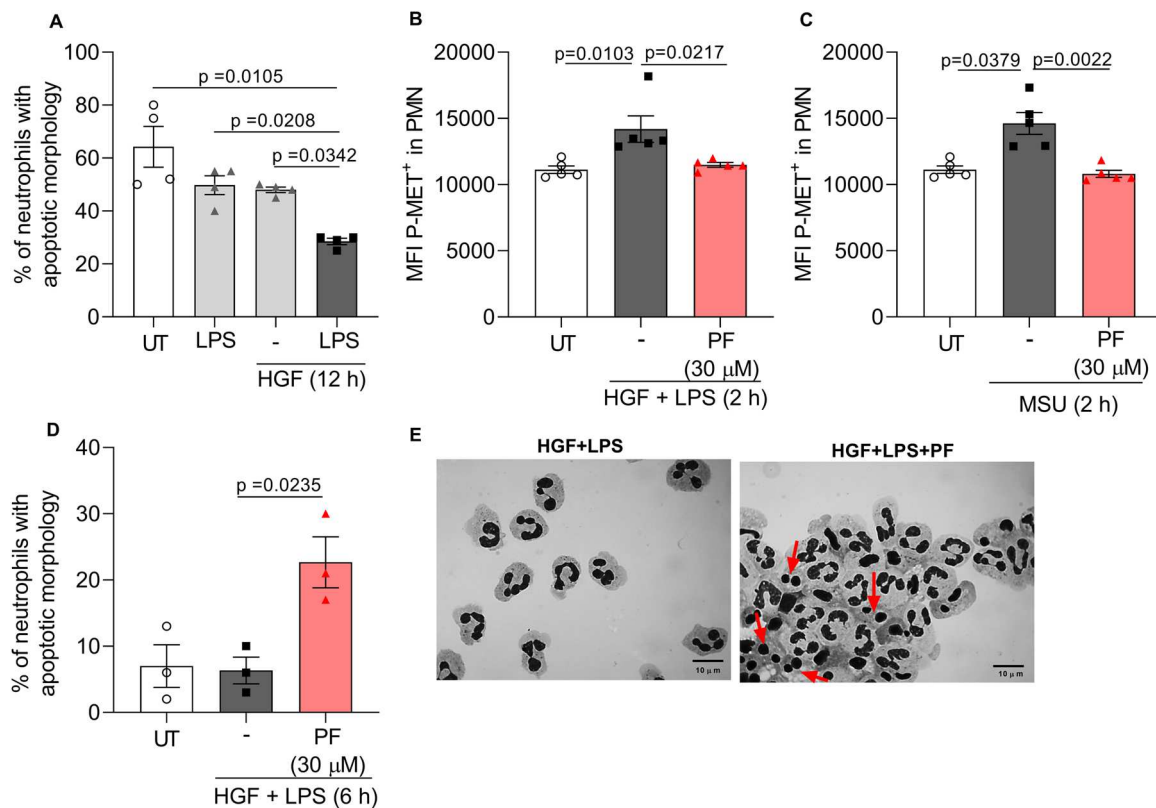 A
% of neutrophils with
apoptotic morphology
100
80
60
40
20
0
p =0.0105
p =0.0208
p =0.0342
UT
LPS
-
LPS
HGF (12 h)
B
MFI P-MET⁺ in PMN
20000
15000
10000
5000
0
p=0.0103
p=0.0217
UT
-
PF
(30 µM)
HGF + LPS (2 h)
C
MFI P-MET⁺ in PMN
20000
15000
10000
5000
0
p=0.0379
p=0.0022
UT
-
PF
(30 µM)
MSU (2 h)
D
% of neutrophils with
apoptotic morphology
40
30
20
10
0
p =0.0235
UT
-
PF
(30 µM)
HGF + LPS (6 h)
E
HGF+LPS
10 µm
HGF+LPS+PF
10 µm